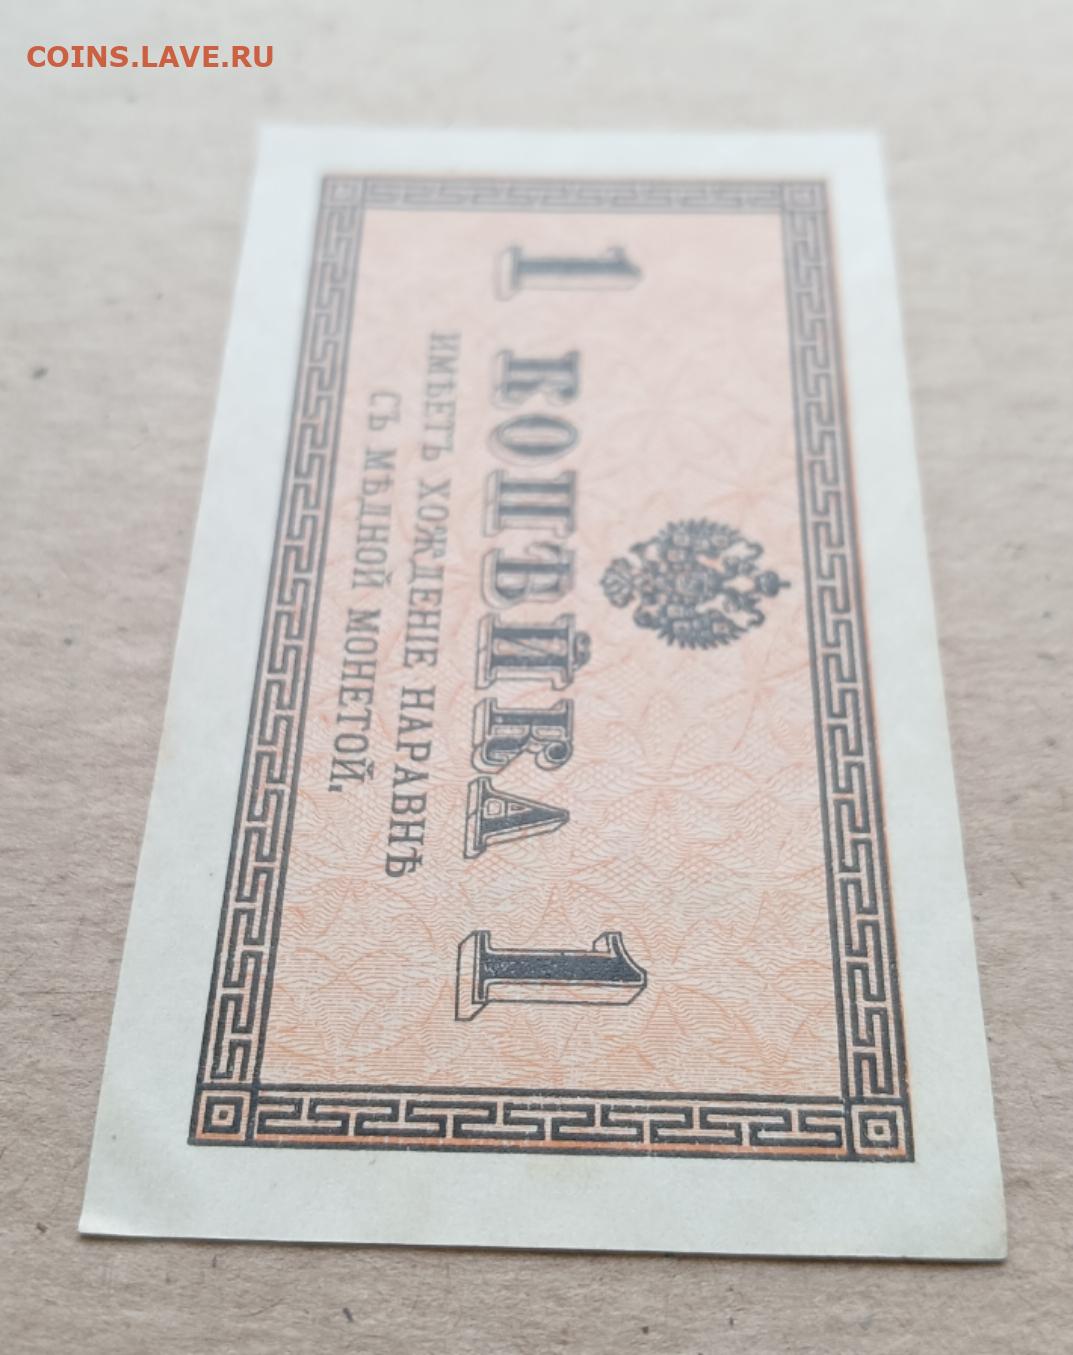 COINS.LAVE.RU
1 КОПѢЙКА 1
ИМѢЕТЪ ХОЖДЕНІЕ НАРАВНѢ
СЪ МѢДНОЙ МОНЕТОЙ.